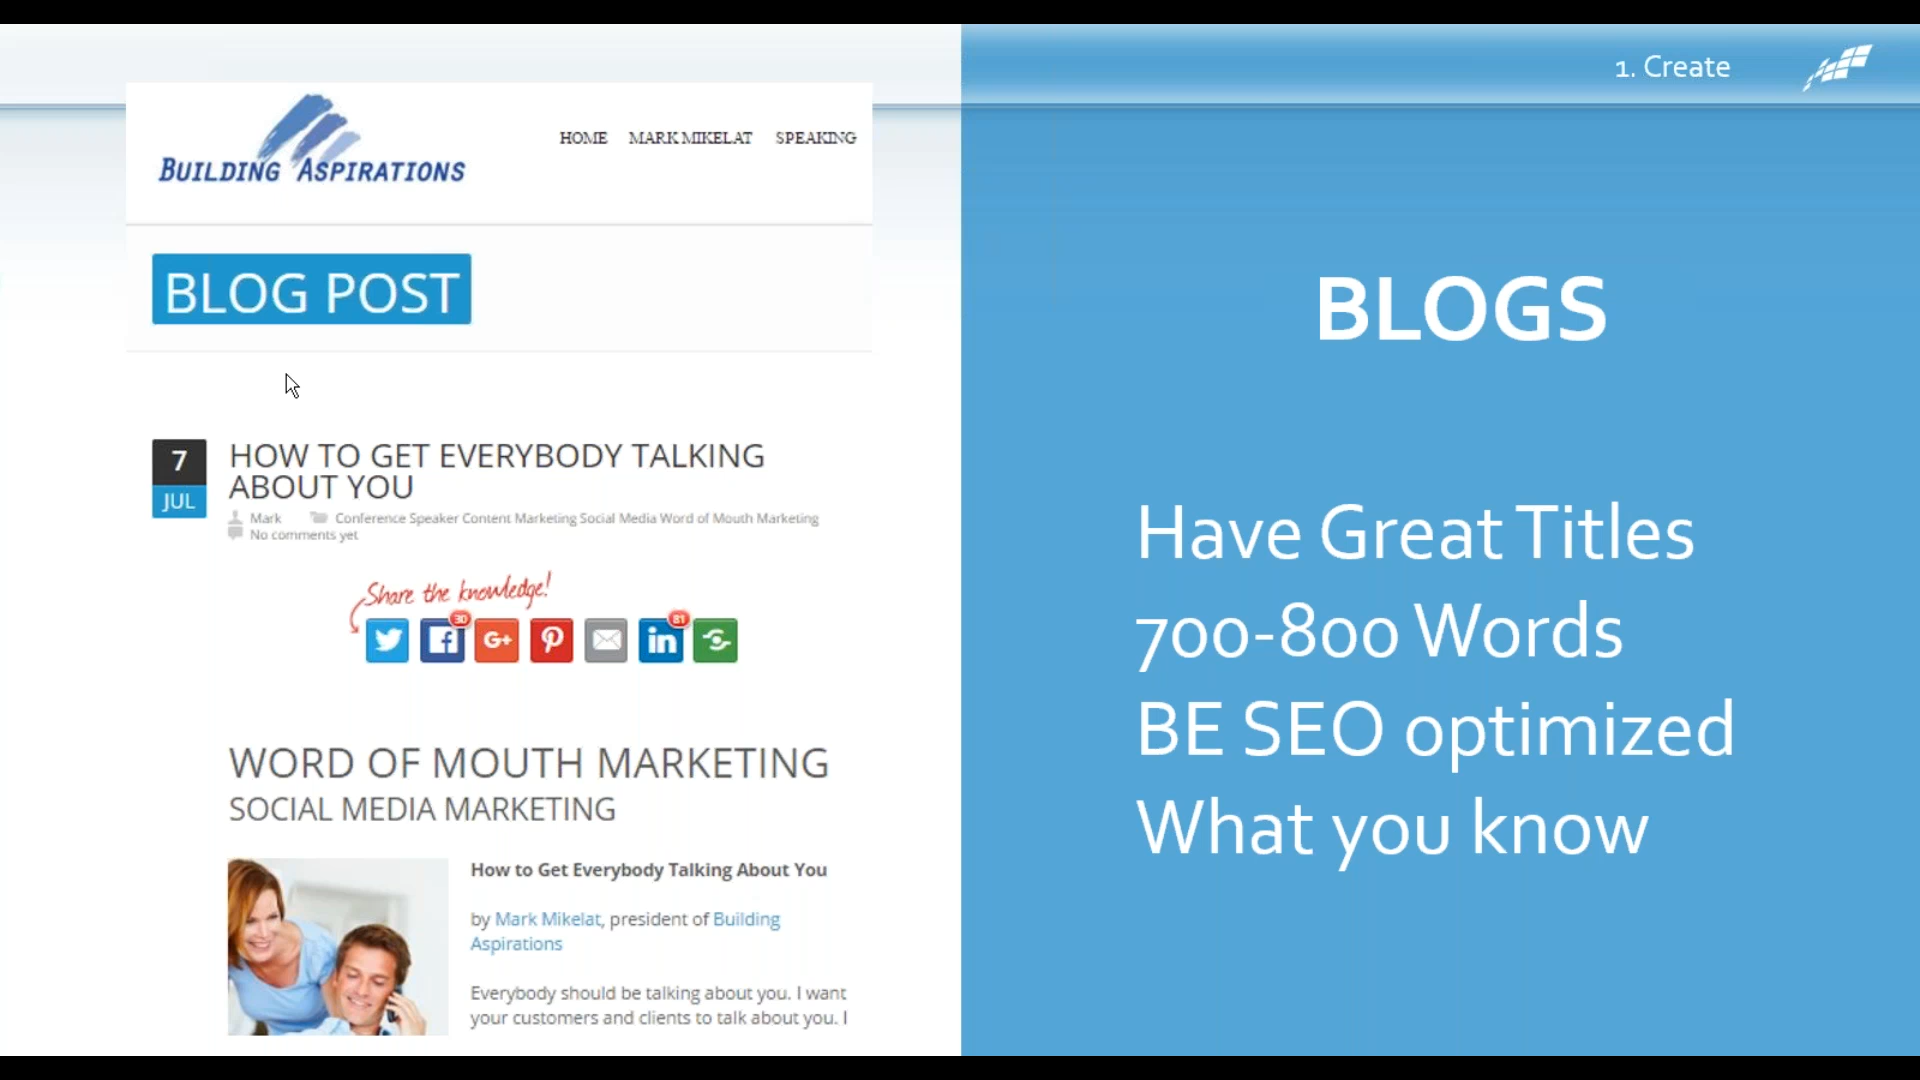 1. Create
BUILDING ASPIRATIONS
HOME MARK MIKELAT SPEAKING
BLOG POST
7
JUL
HOW TO GET EVERYBODY TALKING
ABOUT YOU
Mark Conference Speaker Content Marketing Social Media Word of Mouth Marketing
No comments yet
Share the knowledge!
30
81
G+
in
WORD OF MOUTH MARKETING
SOCIAL MEDIA MARKETING
How to Get Everybody Talking About You
by Mark Mikelat, president of Building
Aspirations
Everybody should be talking about you. I want
your customers and clients to talk about you. I
BLOGS
Have Great Titles
700-800 Words
BE SEO optimized
What you know